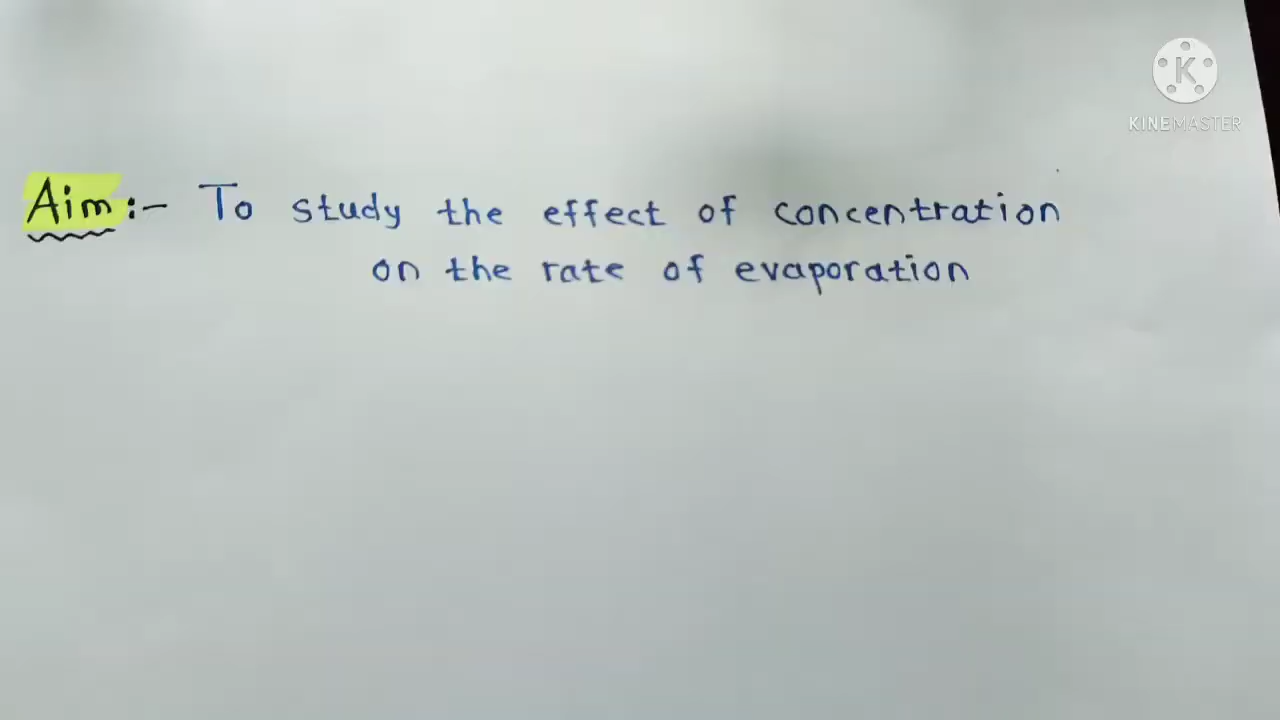 K
KINEMASTER
Aim:- To study the effect of concentration
on the rate of evaporation